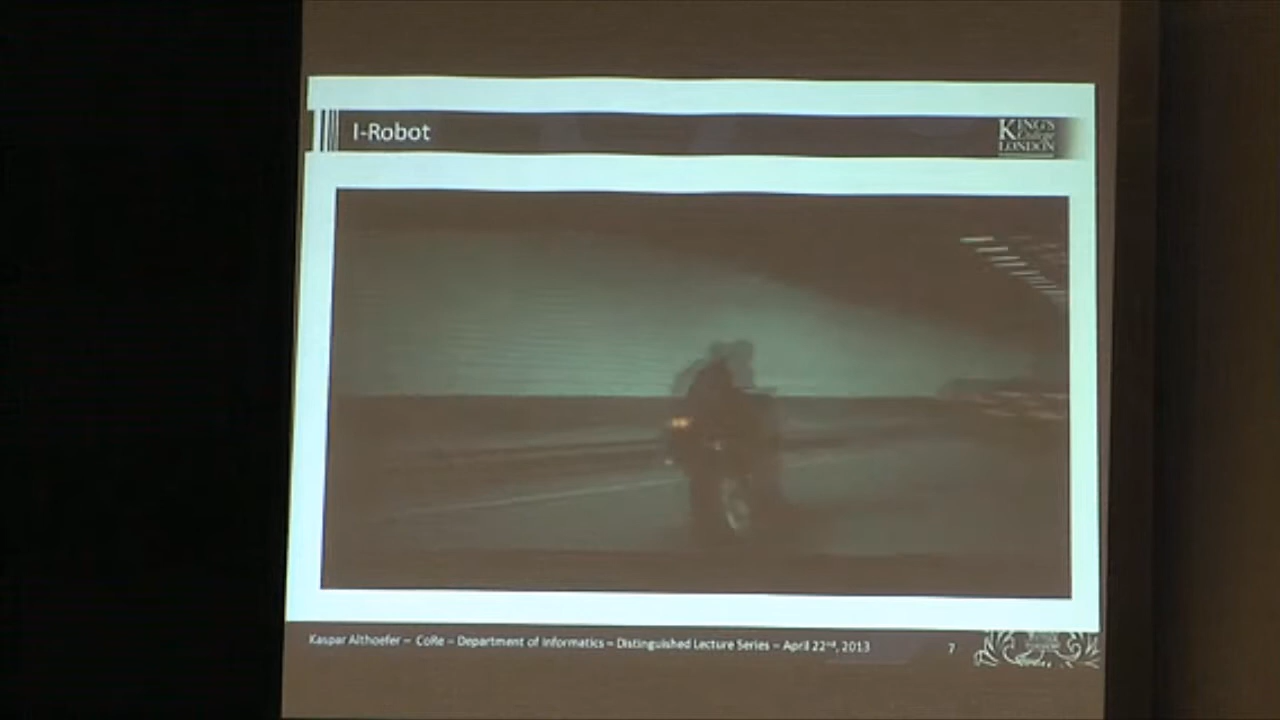 I-Robot
KING'S
College
LONDON
Kaspar Althoefer – CoRe – Department of Informatics – Distinguished Lecture Series – April 22nd, 2013
7